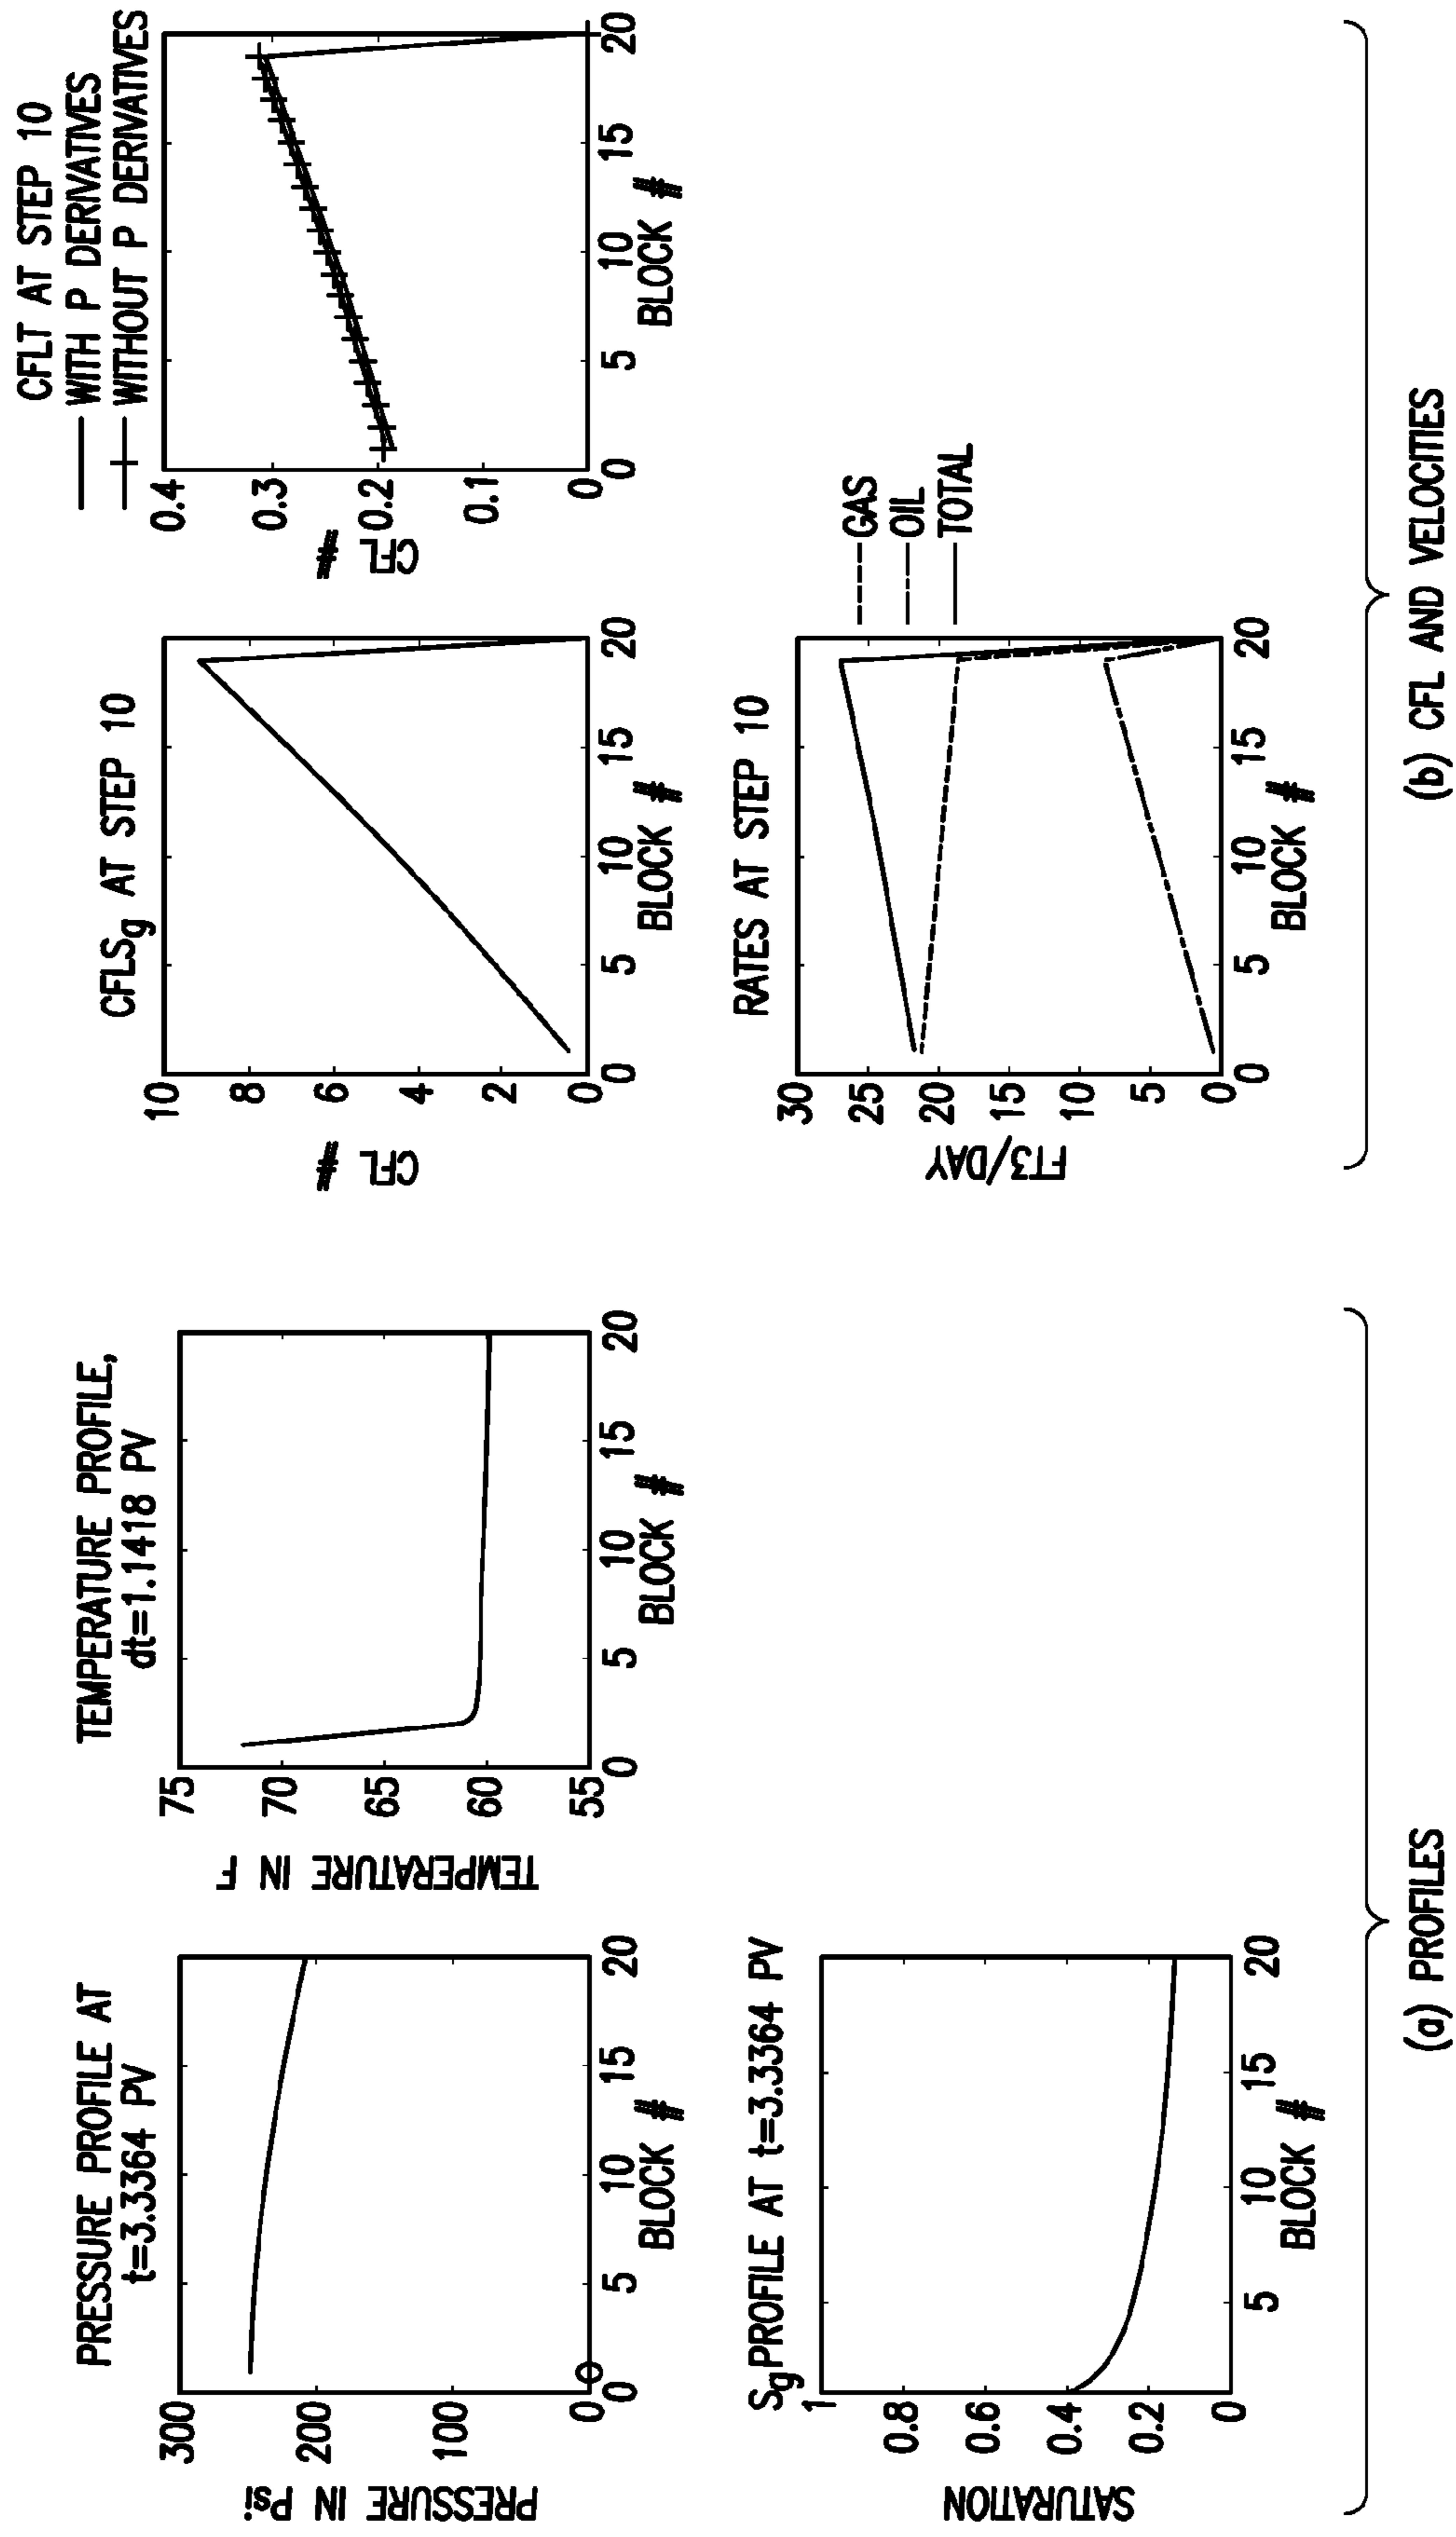 PRESSURE PROFILE AT
t=3.3364 PV
300
200
100
0
PRESSURE IN Psi
0
5
10
15
20
BLOCK #
TEMPERATURE PROFILE,
dt=1.1418 PV
75
70
65
60
55
TEMPERATURE IN F
0
5
10
15
20
BLOCK #
SgPROFILE AT t=3.3364 PV
1
0.8
0.6
0.4
0.2
0
SATURATION
5
10
15
20
BLOCK #
(a) PROFILES
CFLSg AT STEP 10
10
8
6
4
2
0
CFL #
0
5
10
15
20
BLOCK #
CFLT AT STEP 10
WITH P DERIVATIVES
WITHOUT P DERIVATIVES
0.4
0.3
0.2
0.1
0
CFL #
0
5
10
15
20
BLOCK #
RATES AT STEP 10
30
25
20
15
10
5
0
FT3/DAY
0
5
10
15
20
BLOCK #
GAS
OIL
TOTAL
(b) CFL AND VELOCITIES